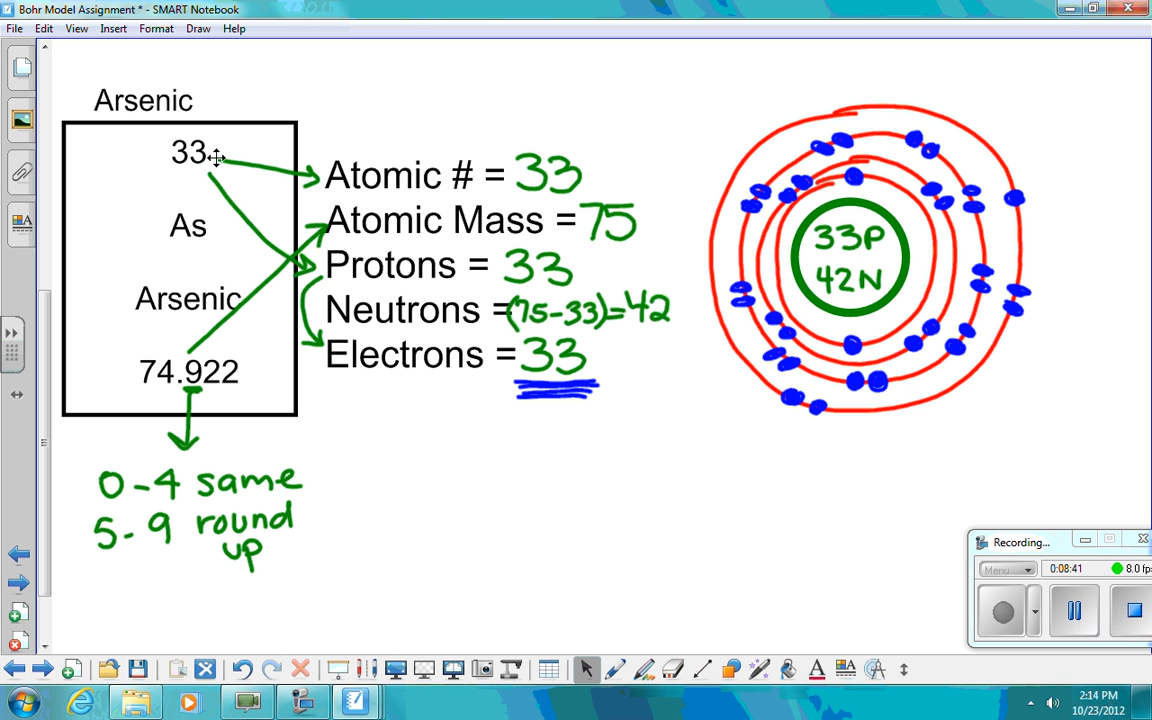 Bohr Model Assignment * - SMART Notebook
File Edit View Insert Format Draw Help
Arsenic
33
As
Arsenic
74.922
Atomic # = 33
Atomic Mass = 75
Protons = 33
Neutrons =(75-33)=42
Electrons = 33
33P
42N
0-4 same
5-9 round
up
Recording...
Menu 0:08:41 8.0 fp
2:14 PM
10/23/2012